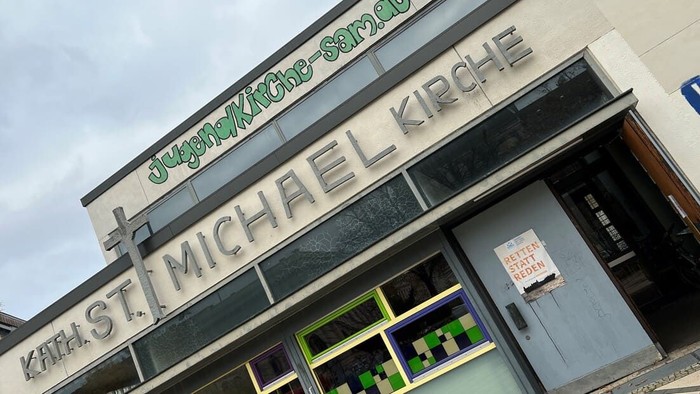 jugendkirche-sam.at
KATH. ST. MICHAEL KIRCHE
RETTEN
STATT
REDEN